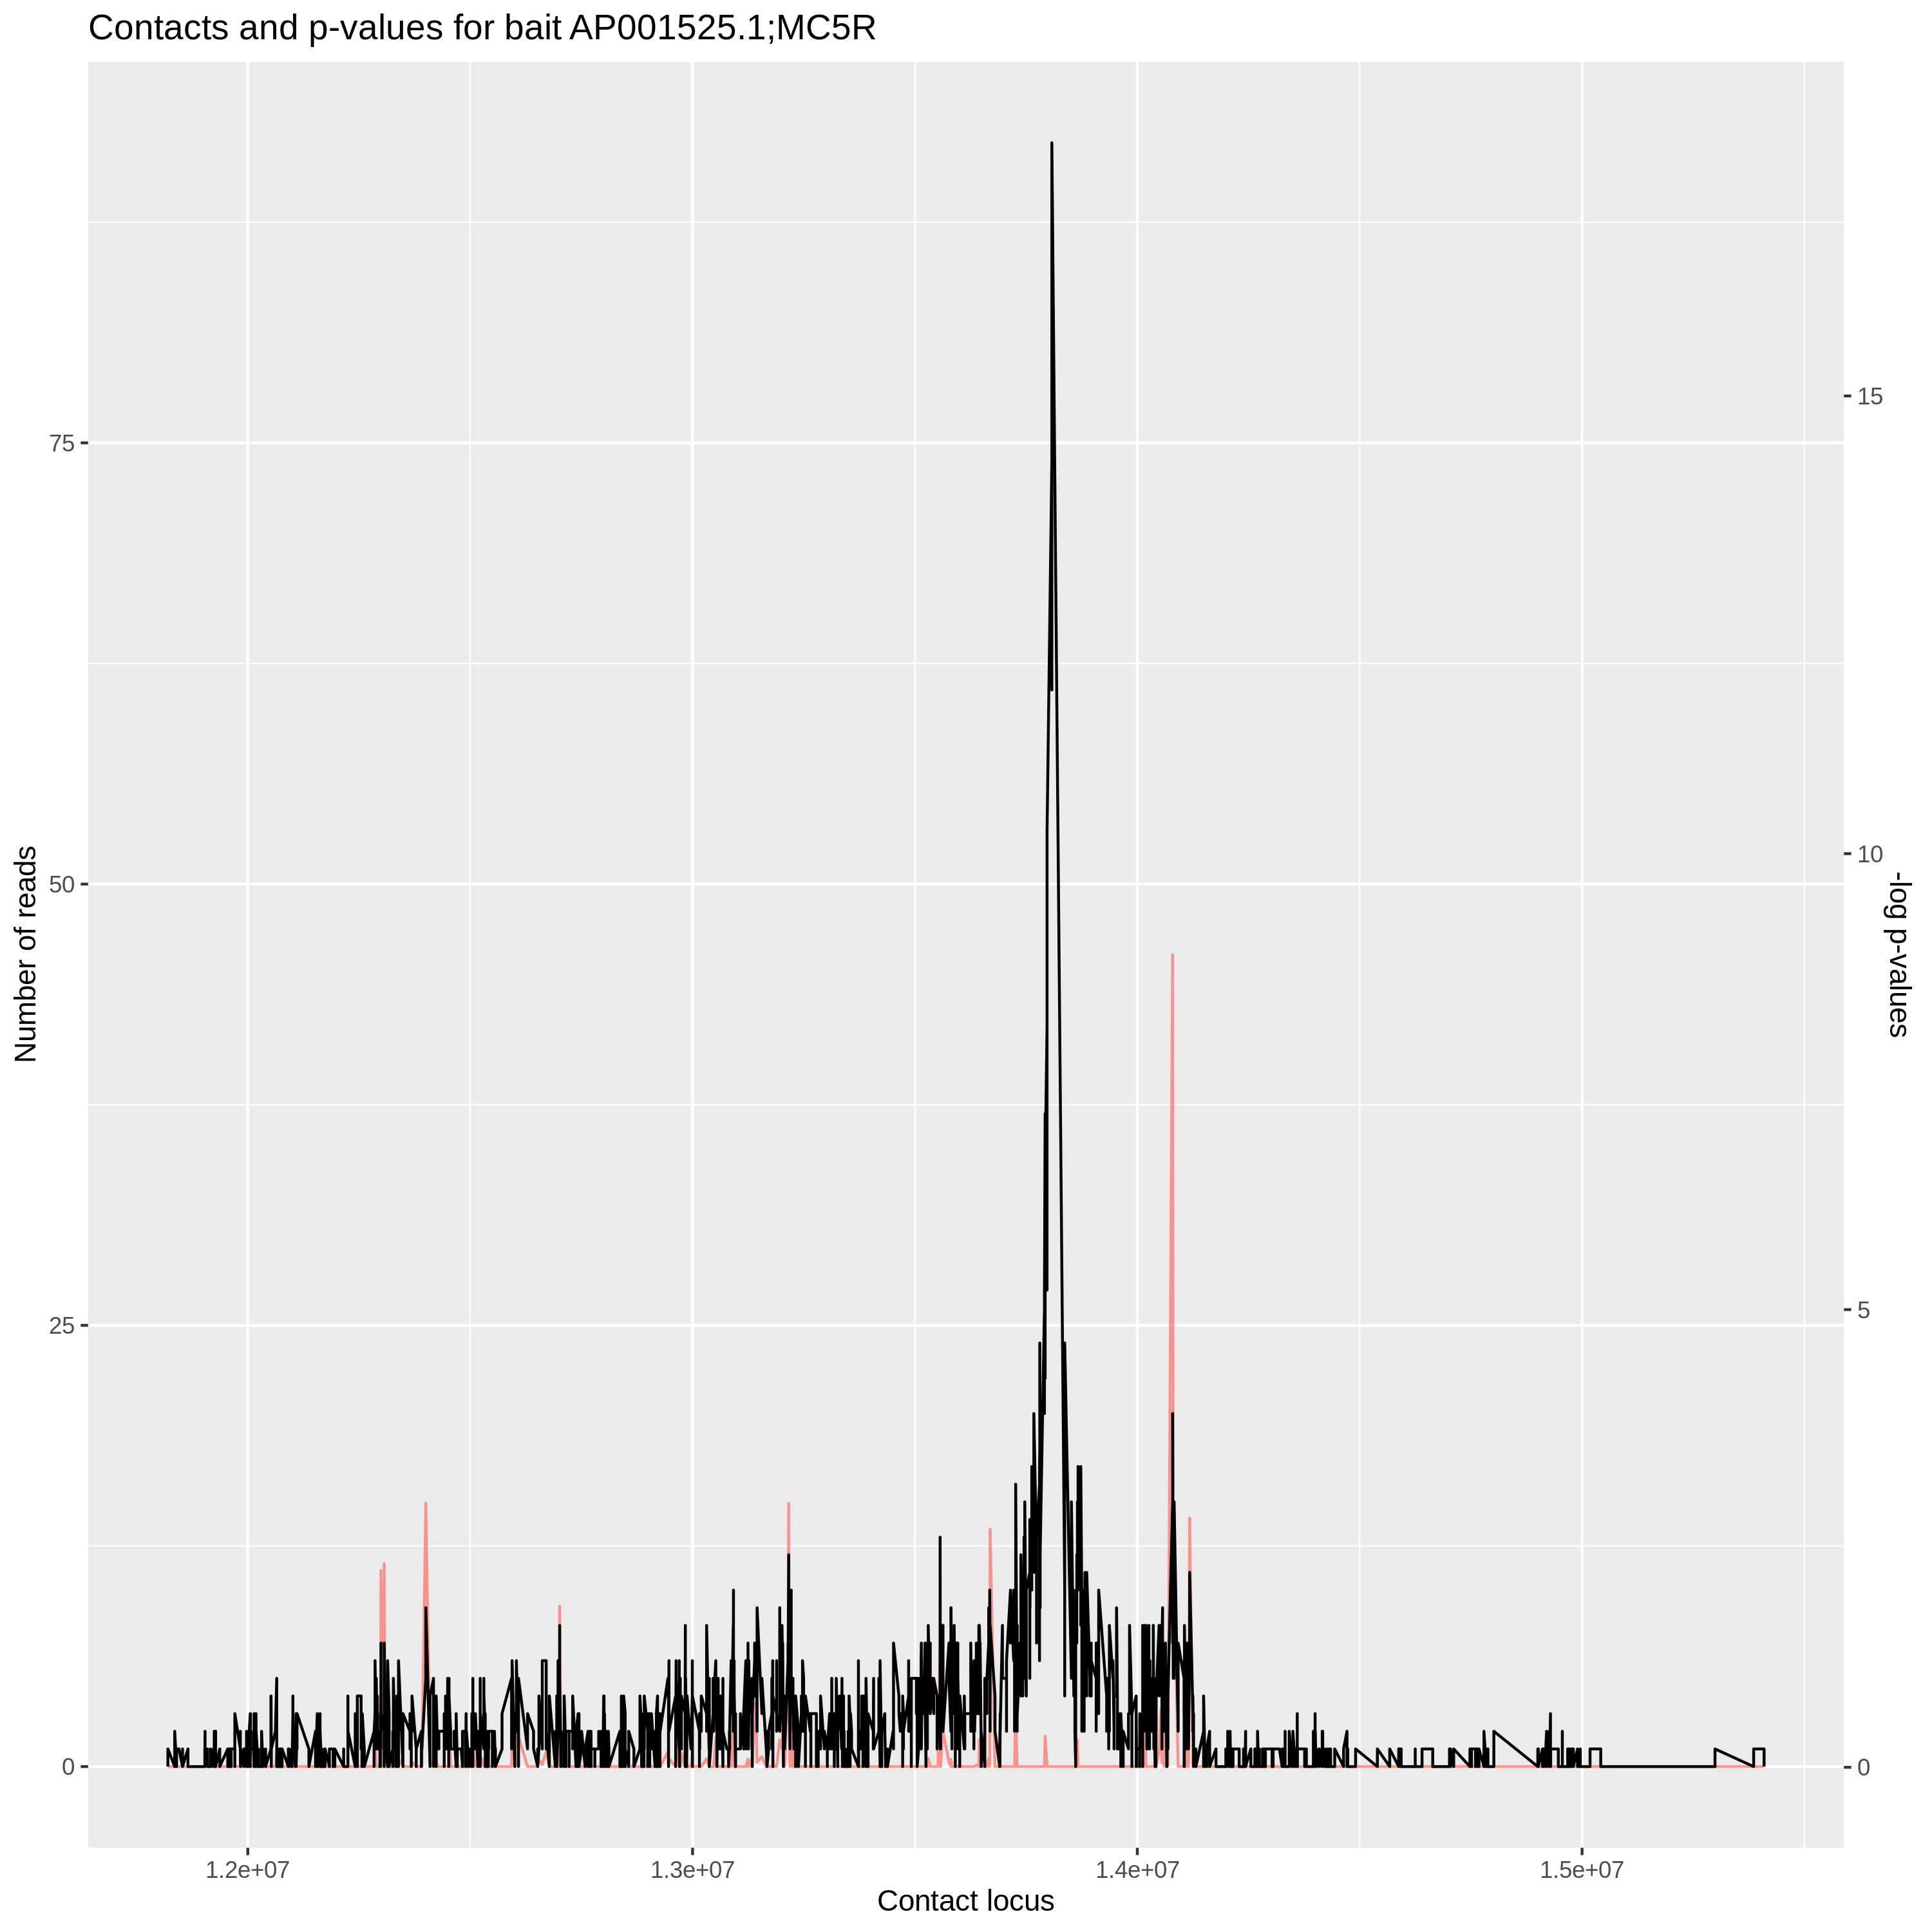 Contacts and p-values for bait AP001525.1;MC5R
Number of reads
75
50
25
0
15
10
5
0
-log p-values
1.2e+07
1.3e+07
1.4e+07
1.5e+07
Contact locus